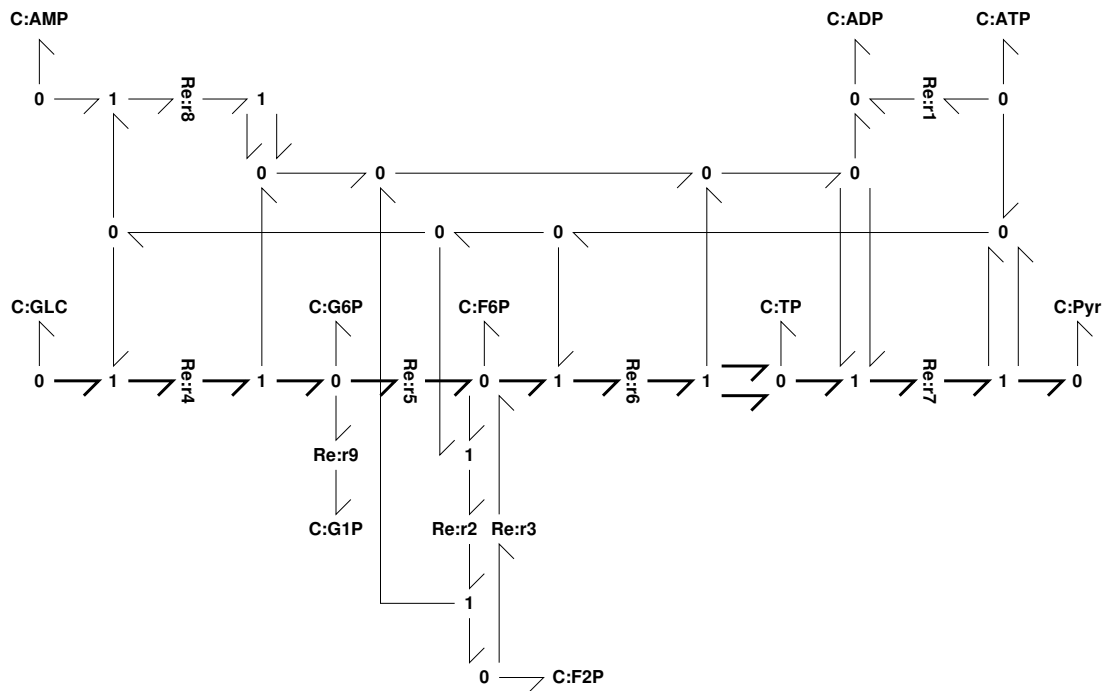 C:AMP C:ADP C:ATP
0 1 Re:r8 1 0 Re:r1 0
0 0 0 0
0 0 0 0
C:GLC C:G6P C:F6P C:TP C:Pyr
0 1 Re:r4 1 0 Re:r5 0 1 Re:r6 1 0 1 Re:r7 1 0
Re:r9 1
C:G1P Re:r2 Re:r3
1
0 C:F2P